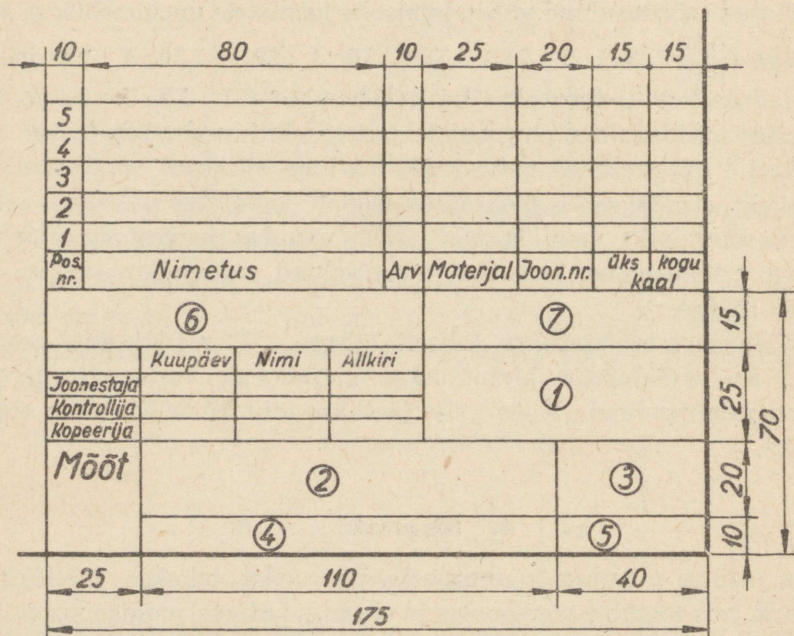 10 80 10 25 20 15 15
5
4
3
2
1
Pos. nr. Nimetus Arv Materjal Joon.nr. üks kogu kaal
6 7 15
Kuupäev Nimi Allkiri
Joonestaja
Kontrollija
Kopeerija
1 25 70
Mõõt 2 3 20
4 5 10
25 110 40
175